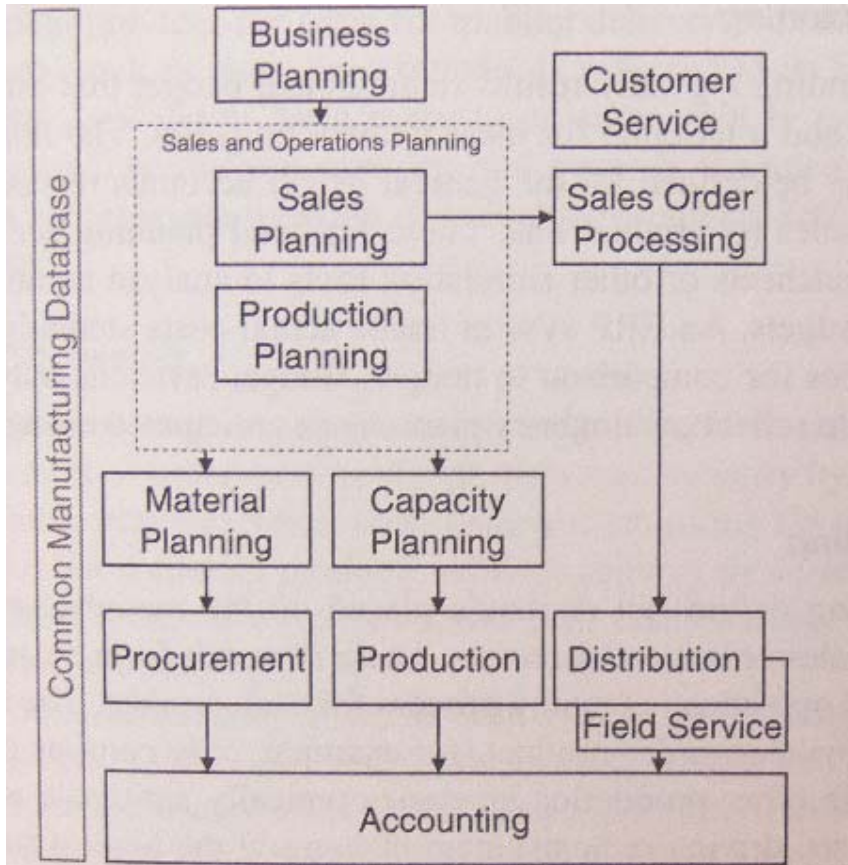 Business
Planning
Customer
Service
Sales and Operations Planning
Sales
Planning
Sales Order
Processing
Production
Planning
Common Manufacturing Database
Material
Planning
Capacity
Planning
Procurement
Production
Distribution
Field Service
Accounting